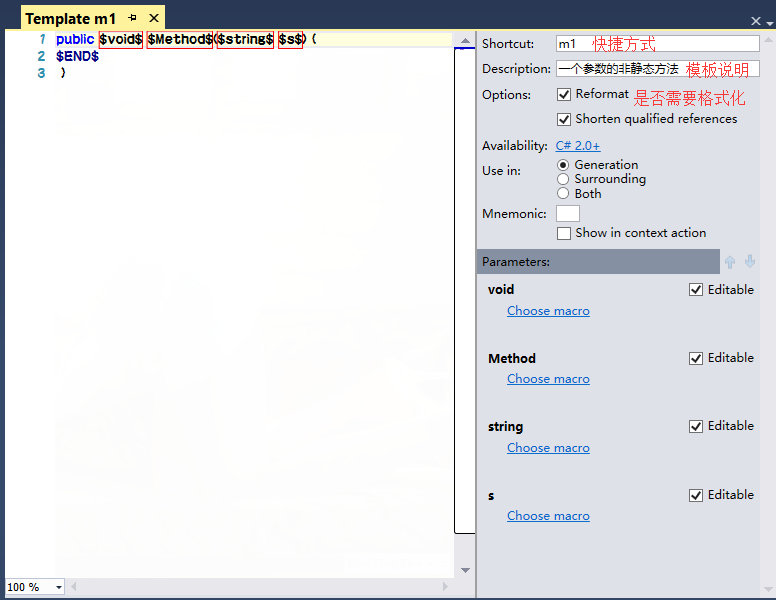 Template m1
1 public $void$ $Method$($string$ $s$)(
2 $END$
3 )
100 %
Shortcut: m1 快捷方式
Description: 一个参数的非静态方法 模板说明
Options: Reformat 是否需要格式化
Shorten qualified references
Availability: C# 2.0+
Use in: Generation
Surrounding
Both
Mnemonic:
Show in context action
Parameters:
void Editable
Choose macro
Method Editable
Choose macro
string Editable
Choose macro
s Editable
Choose macro